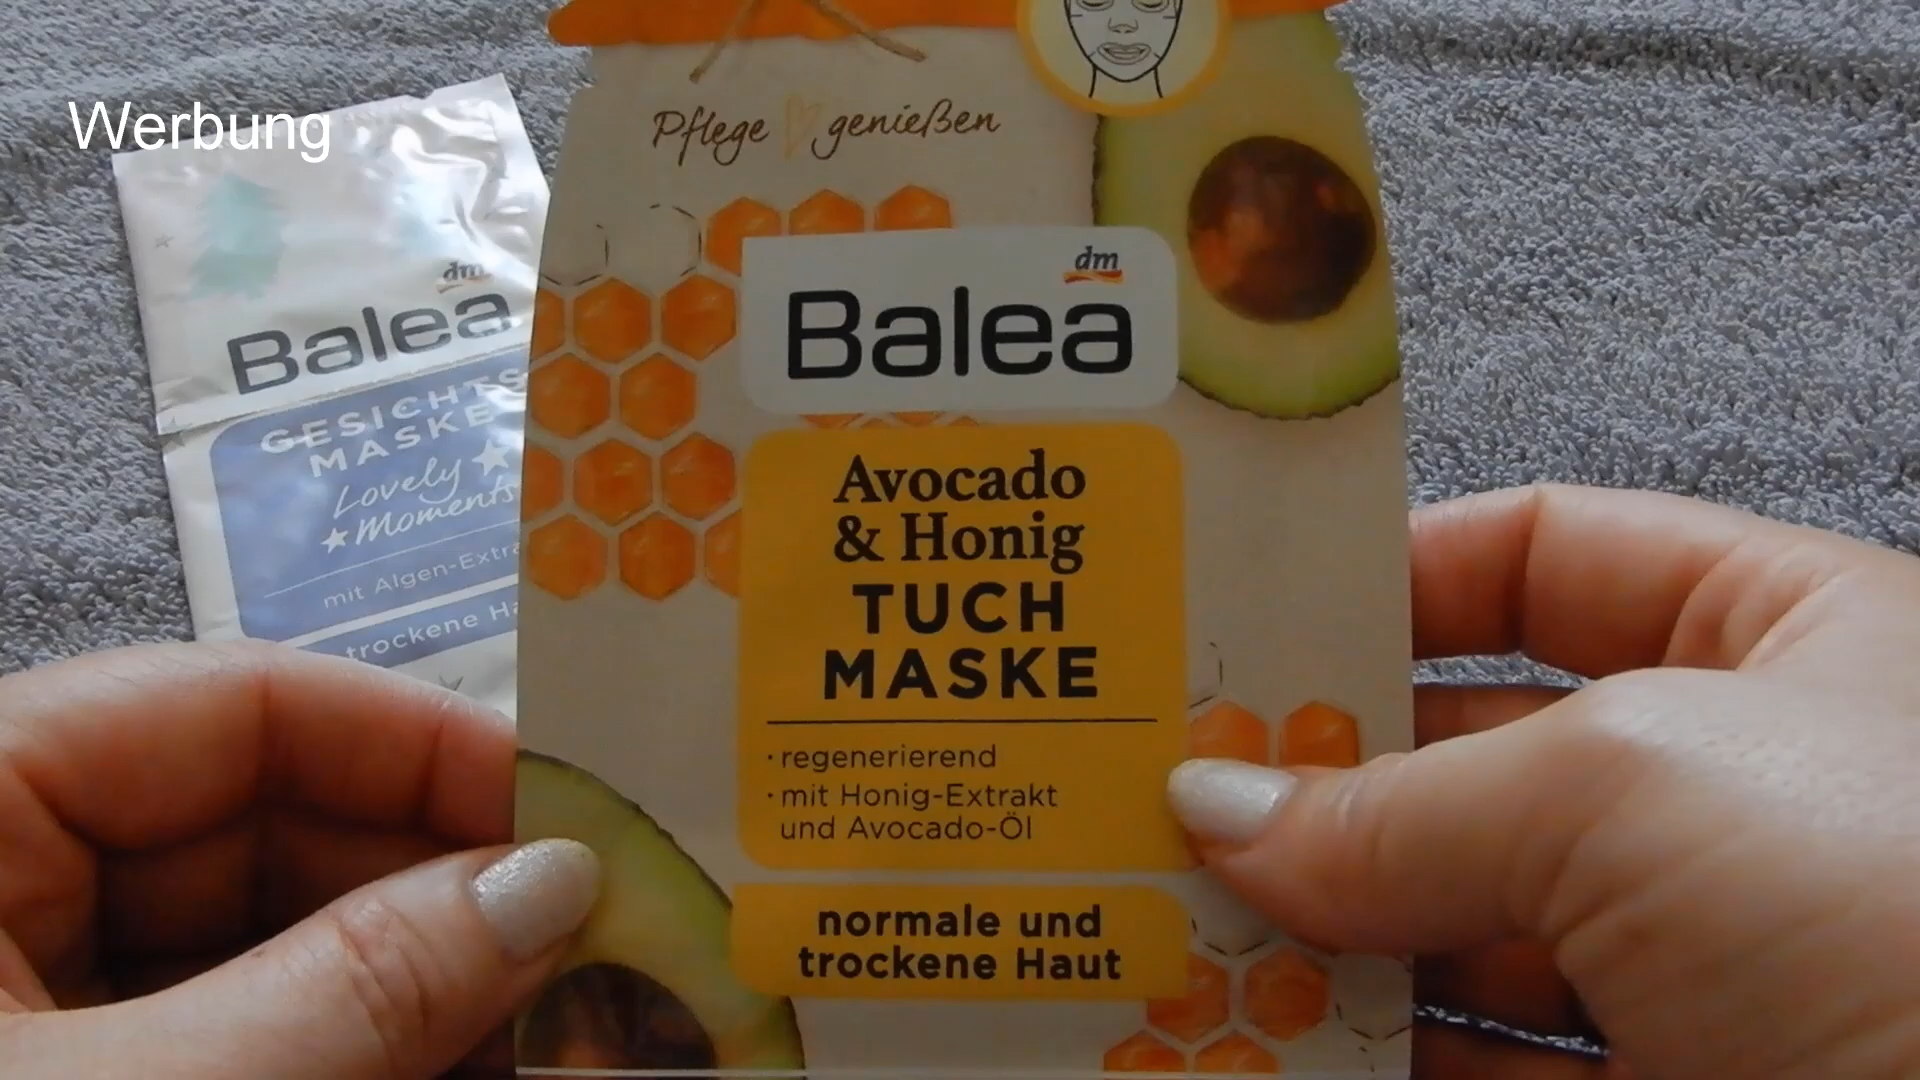 Werbung
dm
Balea
GESICHTS
MASKE
Lovely
Moments
mit Algen-Extra
trockene Ha
Pflege genießen
dm
Balea
Avocado
& Honig
TUCH
MASKE
· regenerierend
· mit Honig-Extrakt
und Avocado-Öl
normale und
trockene Haut